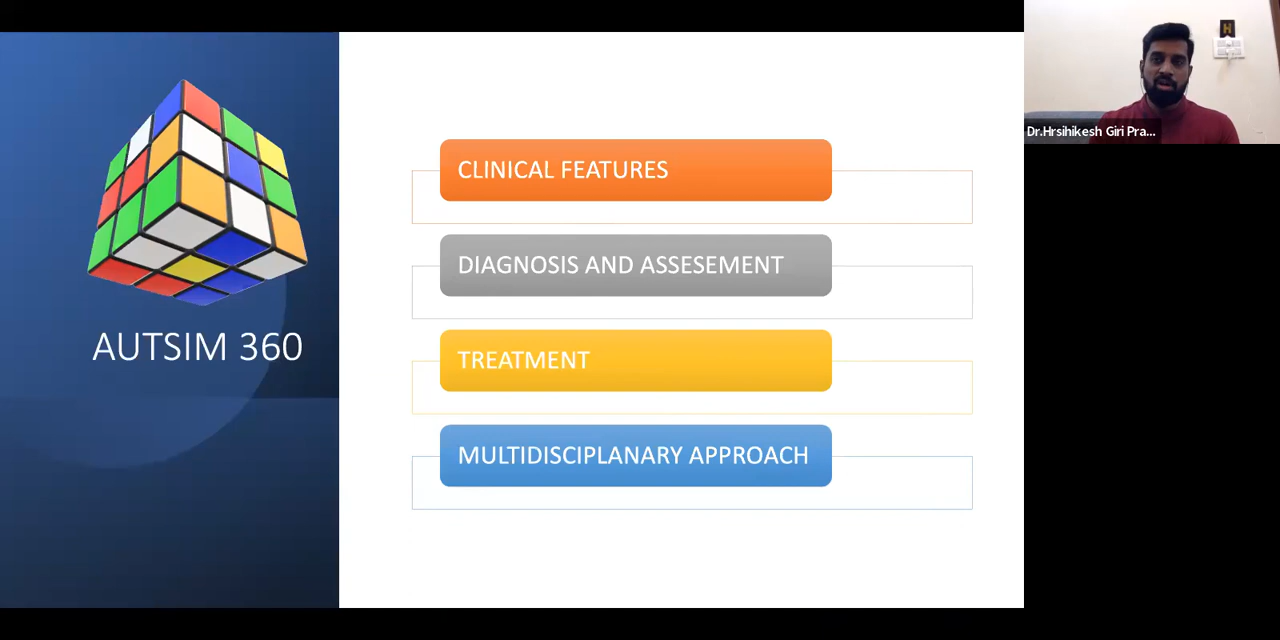 AUTSIM 360
CLINICAL FEATURES
DIAGNOSIS AND ASSESEMENT
TREATMENT
MULTIDISCIPLANARY APPROACH
Dr.Hrsihikesh Giri Pra...
H